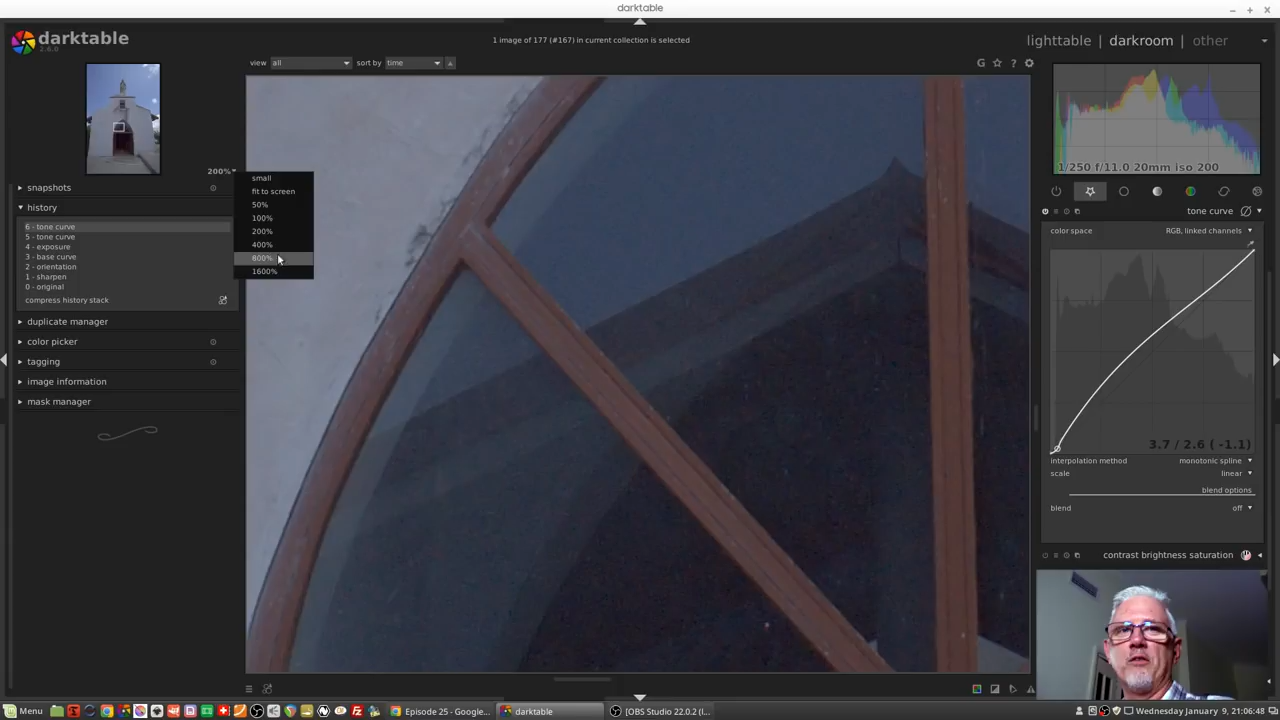 darktable
darktable
2.6.0
1 image of 177 (#167) in current collection is selected
lighttable | darkroom | other
view all sort by time
G ?
1/250 f/11.0 20mm iso 200
200%
small
fit to screen
50%
100%
200%
400%
800%
1600%
snapshots
history
6 - tone curve
5 - tone curve
4 - exposure
3 - base curve
2 - orientation
1 - sharpen
0 - original
compress history stack
duplicate manager
color picker
tagging
image information
mask manager
tone curve
color space RGB, linked channels
3.7 / 2.6 ( -1.1)
interpolation method monotonic spline
scale linear
blend options
blend off
contrast brightness saturation
Menu
Episode 25 - Google...
darktable
[OBS Studio 22.0.2 (l...
Wednesday January 9, 21:06:48